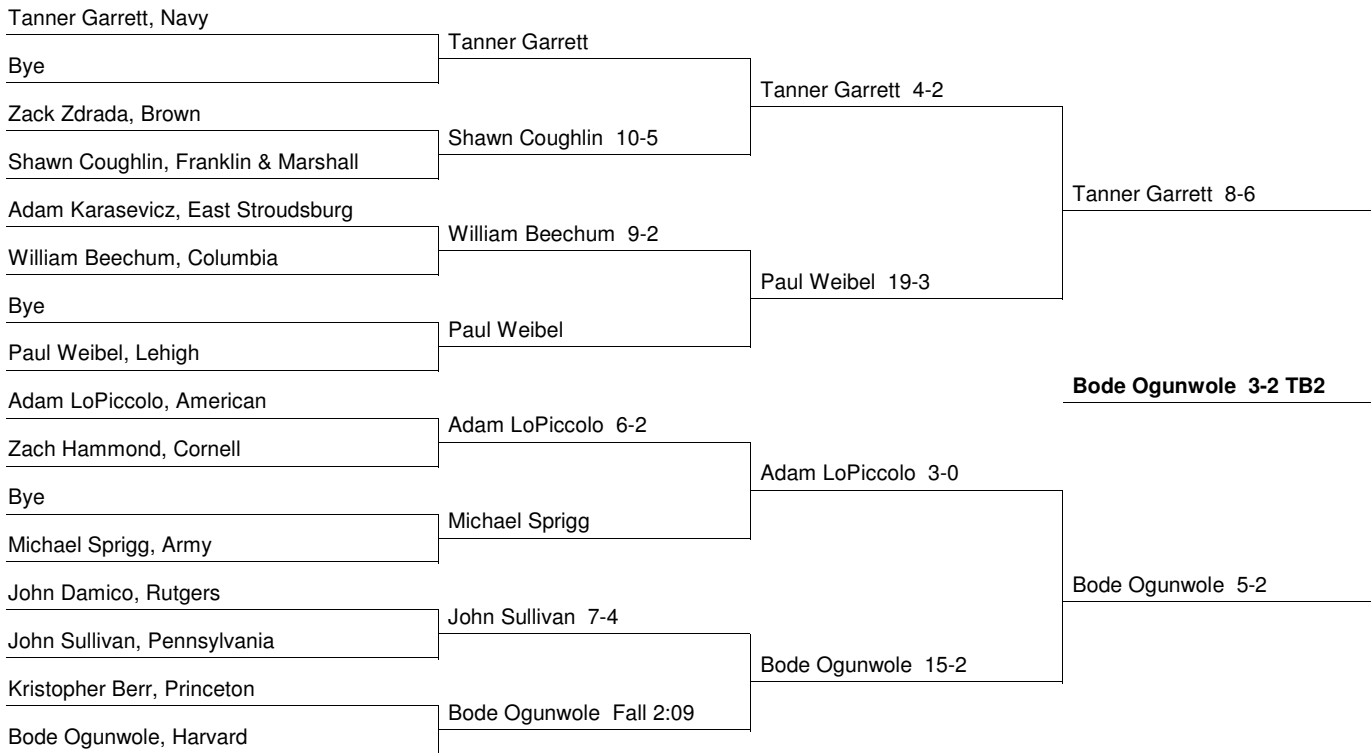 Tanner Garrett, Navy
Tanner Garrett
Bye
Tanner Garrett 4-2
Zack Zdrada, Brown
Shawn Coughlin 10-5
Shawn Coughlin, Franklin & Marshall
Tanner Garrett 8-6
Adam Karasevicz, East Stroudsburg
William Beechum 9-2
William Beechum, Columbia
Paul Weibel 19-3
Bye
Paul Weibel
Paul Weibel, Lehigh
Bode Ogunwole 3-2 TB2
Adam LoPiccolo, American
Adam LoPiccolo 6-2
Zach Hammond, Cornell
Adam LoPiccolo 3-0
Bye
Michael Sprigg
Michael Sprigg, Army
Bode Ogunwole 5-2
John Damico, Rutgers
John Sullivan 7-4
John Sullivan, Pennsylvania
Bode Ogunwole 15-2
Kristopher Berr, Princeton
Bode Ogunwole Fall 2:09
Bode Ogunwole, Harvard